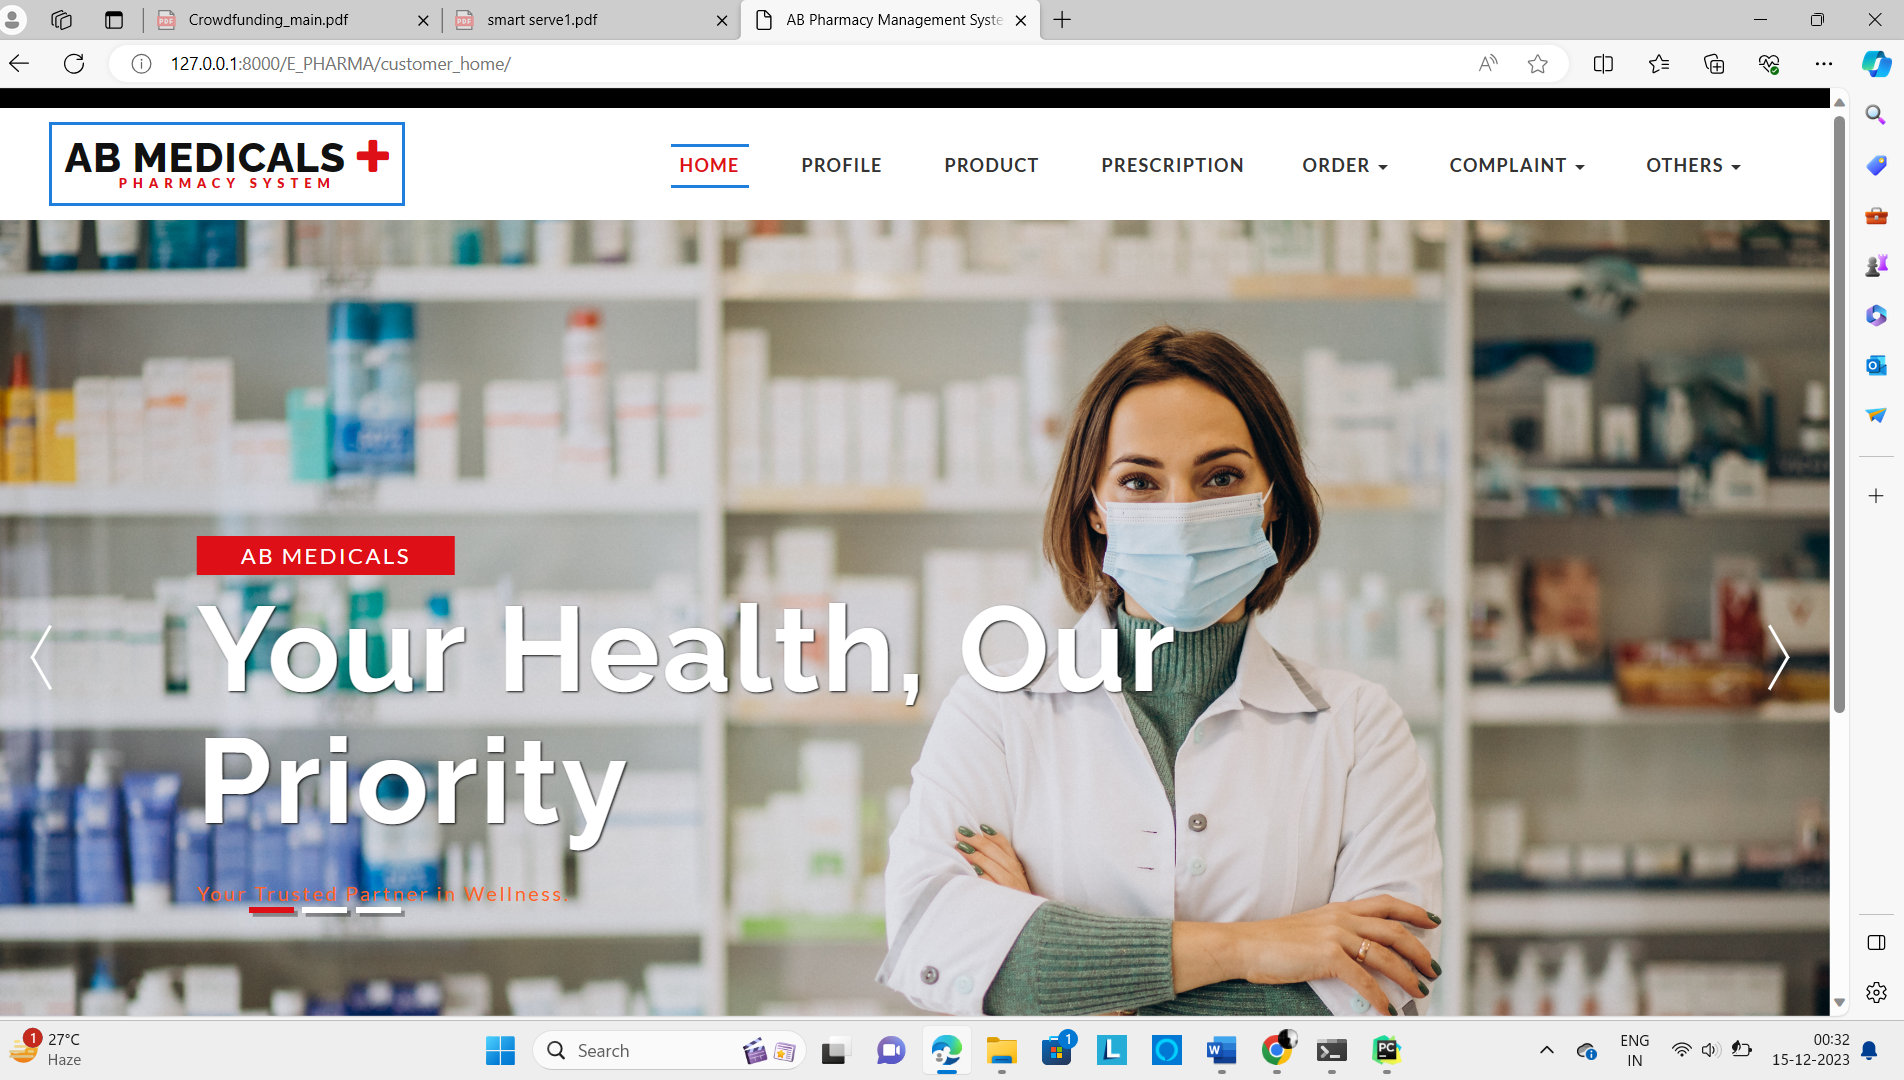 Crowdfunding_main.pdf
smart serve1.pdf
AB Pharmacy Management Syste
127.0.0.1:8000/E_PHARMA/customer_home/
AB MEDICALS
PHARMACY SYSTEM
HOME
PROFILE
PRODUCT
PRESCRIPTION
ORDER
COMPLAINT
OTHERS
AB MEDICALS
Your Health, Our
Priority
Your Trusted Partner in Wellness.
1
27°C
Haze
Search
1
ENG
IN
00:32
15-12-2023